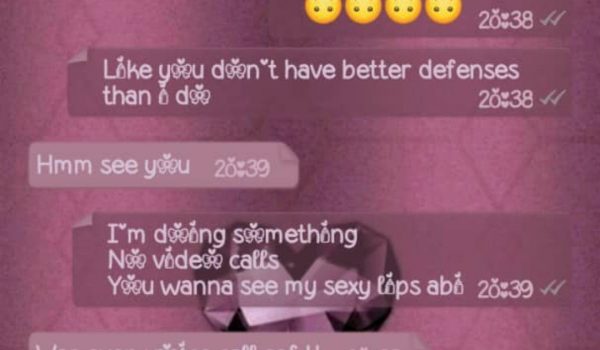 😶😶😶😶 20:38
Like you don't have better defenses
than i do 20:38
Hmm see you 20:39
I'm doing something
No video calls
You wanna see my sexy lips abi 20:39